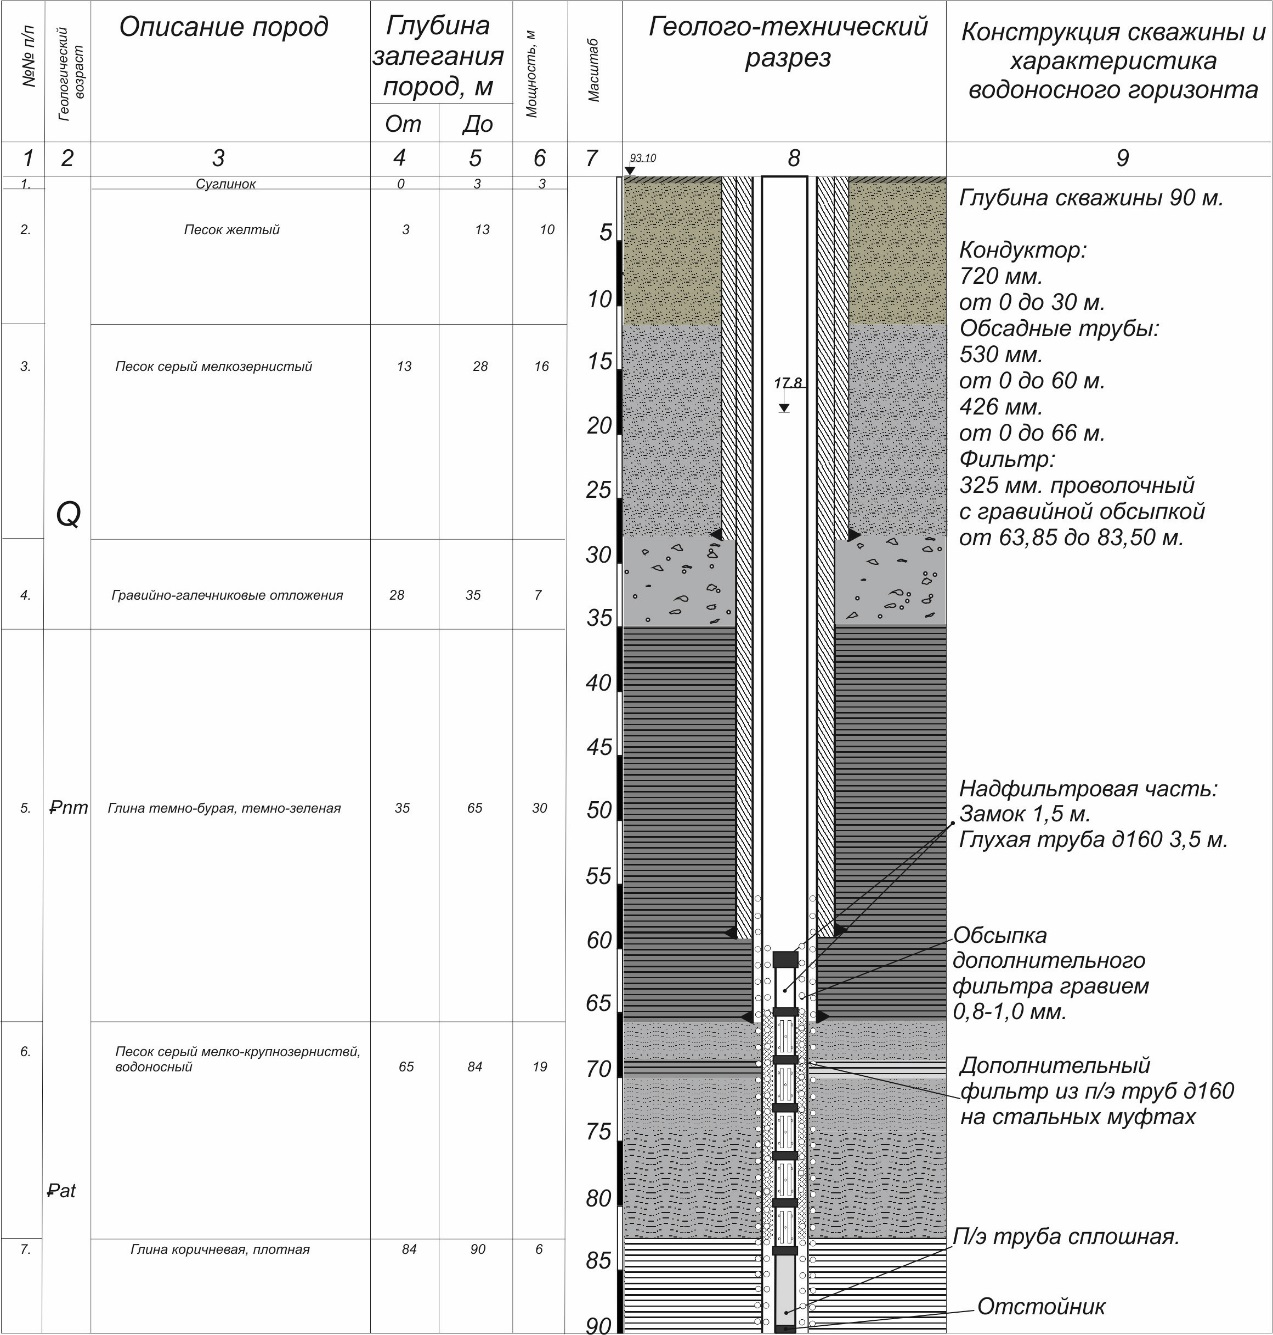 №№ п/п
Геологический
возраст
Описание пород
Глубина
залегания
пород, м
От
До
Мощность, м
Масштаб
Геолого-технический
разрез
Конструкция скважины и
характеристика
водоносного горизонта
1 2 3 4 5 6 7 8 9
93.10
1. Суглинок 0 3 3
2. Песок желтый 3 13 10
3. Песок серый мелкозернистый 13 28 16
Q
4. Гравийно-галечниковые отложения 28 35 7
5. ₽nm Глина темно-бурая, темно-зеленая 35 65 30
6. Песок серый мелко-крупнозерниствй,
водоносный 65 84 19
₽at
7. Глина коричневая, плотная 84 90 6
5
10
15
20
25
30
35
40
45
50
55
60
65
70
75
80
85
90
17.8
Глубина скважины 90 м.
Кондуктор:
720 мм.
от 0 до 30 м.
Обсадные трубы:
530 мм.
от 0 до 60 м.
426 мм.
от 0 до 66 м.
Фильтр:
325 мм. проволочный
с гравийной обсыпкой
от 63,85 до 83,50 м.
Надфильтровая часть:
Замок 1,5 м.
Глухая труба д160 3,5 м.
Обсыпка
дополнительного
фильтра гравием
0,8-1,0 мм.
Дополнительный
фильтр из п/э труб д160
на стальных муфтах
П/э труба сплошная.
Отстойник